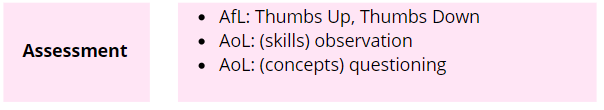 Assessment
• AfL: Thumbs Up, Thumbs Down
• AoL: (skills) observation
• AoL: (concepts) questioning